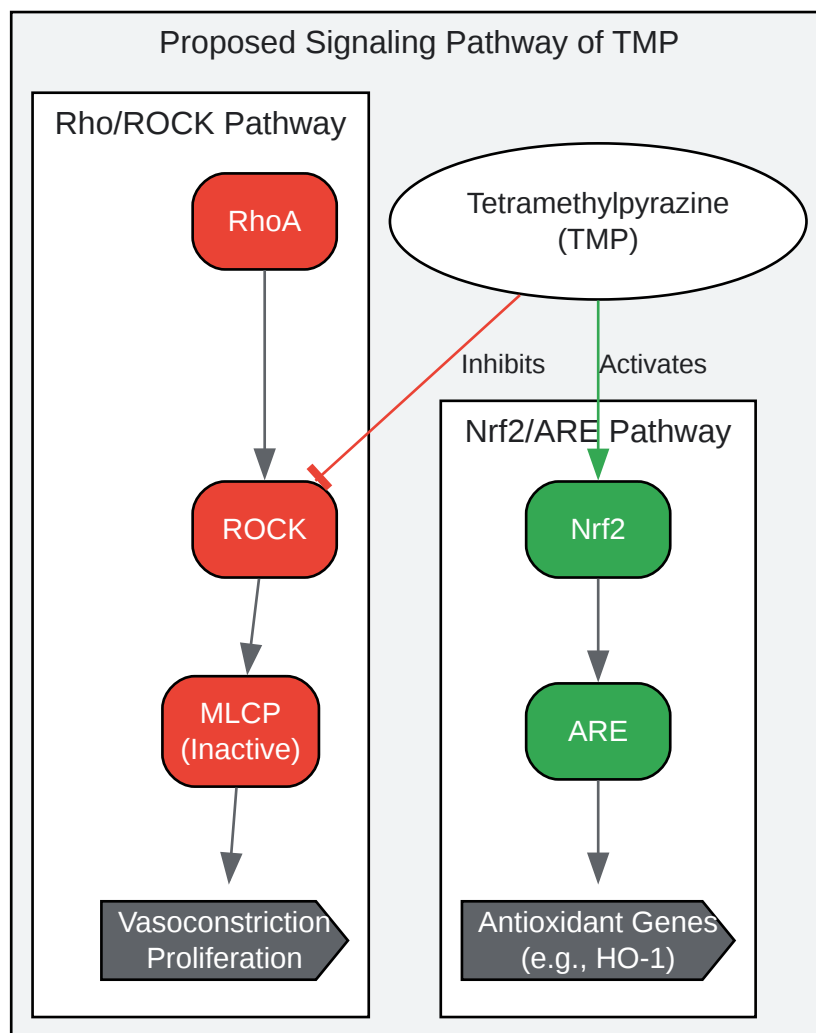 Proposed Signaling Pathway of TMP
Rho/ROCK Pathway
RhoA
Tetramethylpyrazine
(TMP)
Inhibits
Activates
Nrf2/ARE Pathway
ROCK
Nrf2
MLCP
(Inactive)
ARE
Vasoconstriction
Proliferation
Antioxidant Genes
(e.g., HO-1)